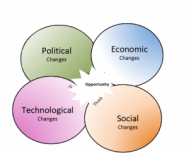 Political
Changes
Economic
Changes
Opportunity
Technological
Changes
Social
Changes